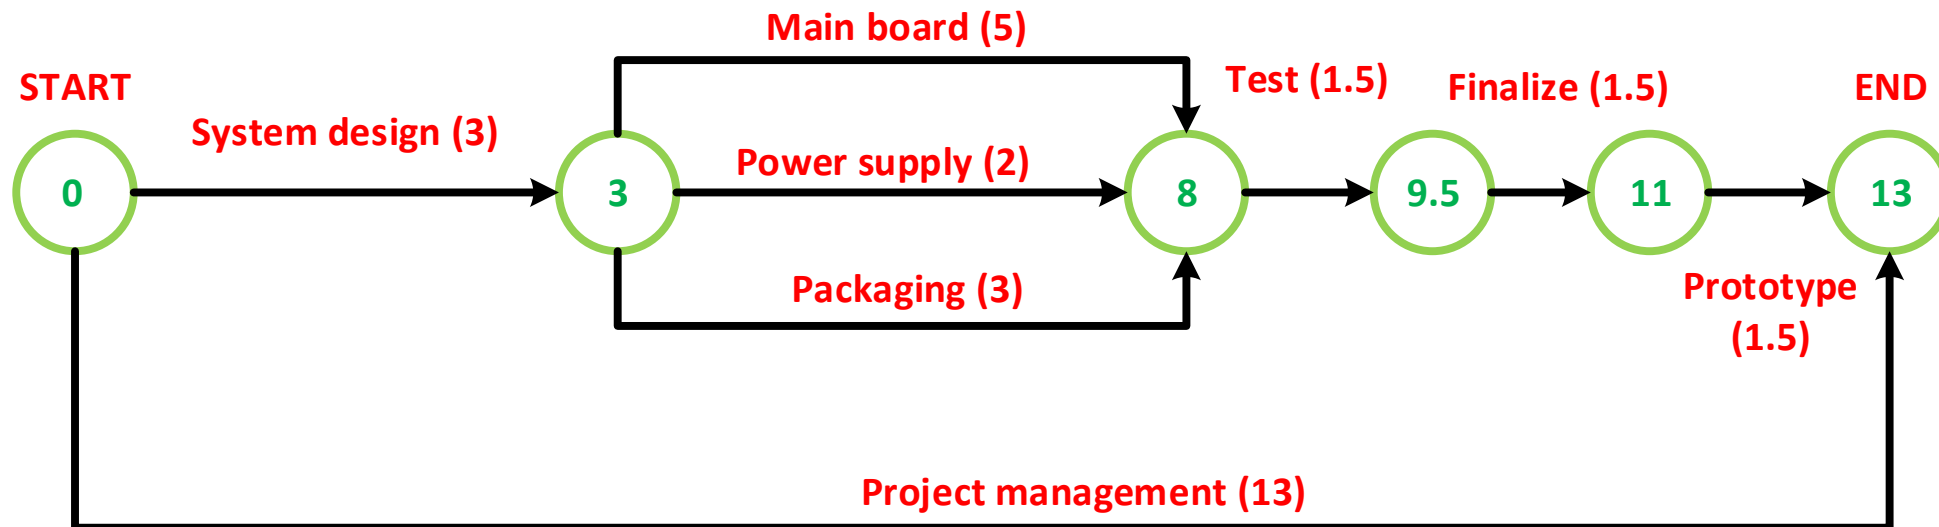 Main board (5)
START
Test (1.5)
Finalize (1.5)
END
System design (3)
Power supply (2)
0
3
8
9.5
11
13
Packaging (3)
Prototype
(1.5)
Project management (13)